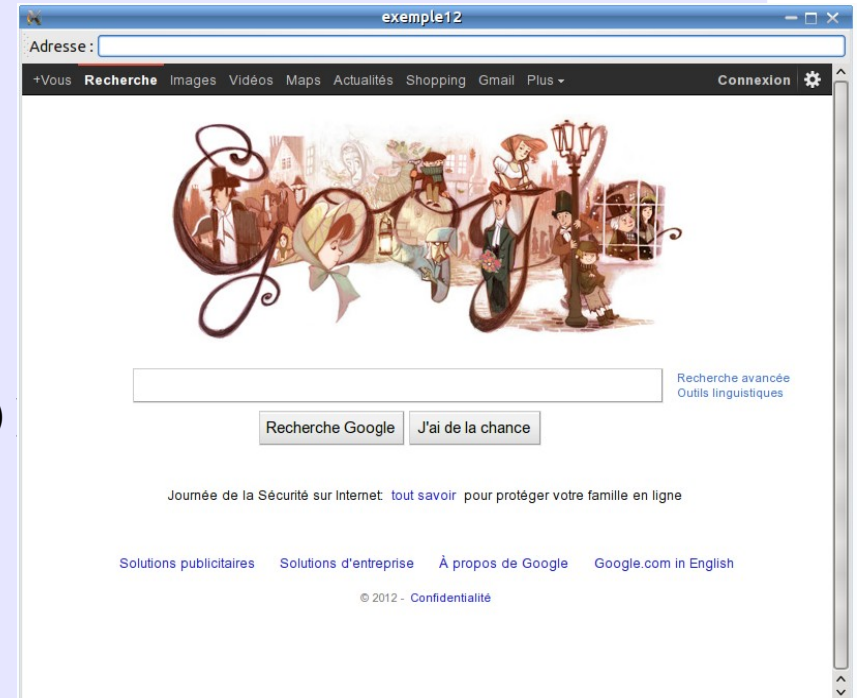 exemple12
Adresse :
+Vous Recherche Images Vidéos Maps Actualités Shopping Gmail Plus Connexion
Google
Recherche avancée
Outils linguistiques
)
Recherche Google J'ai de la chance
Journée de la Sécurité sur Internet: tout savoir pour protéger votre famille en ligne
Solutions publicitaires Solutions d'entreprise À propos de Google Google.com in English
© 2012 - Confidentialité